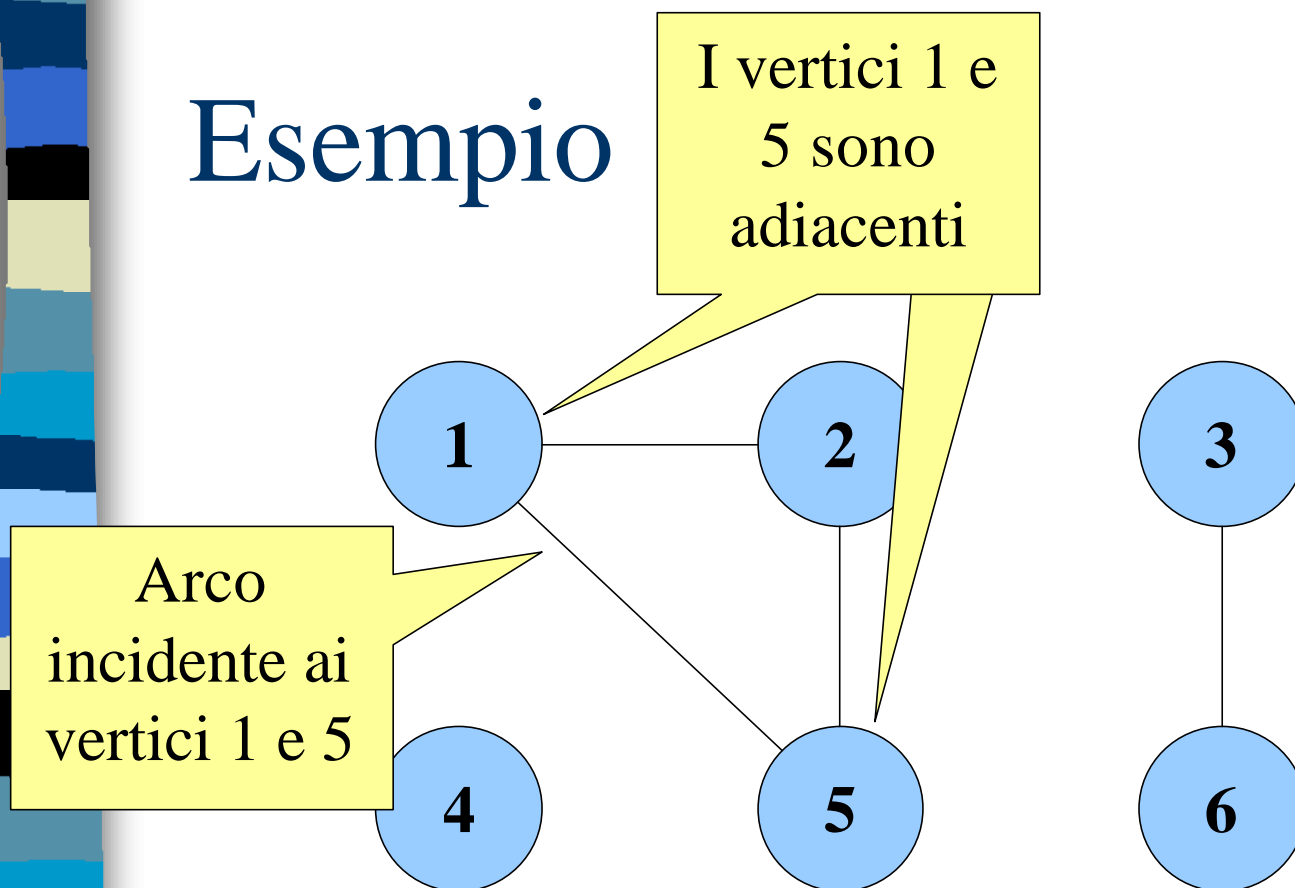 Esempio
I vertici 1 e
5 sono
adiacenti
1
2
3
Arco
incidente ai
vertici 1 e 5
4
5
6